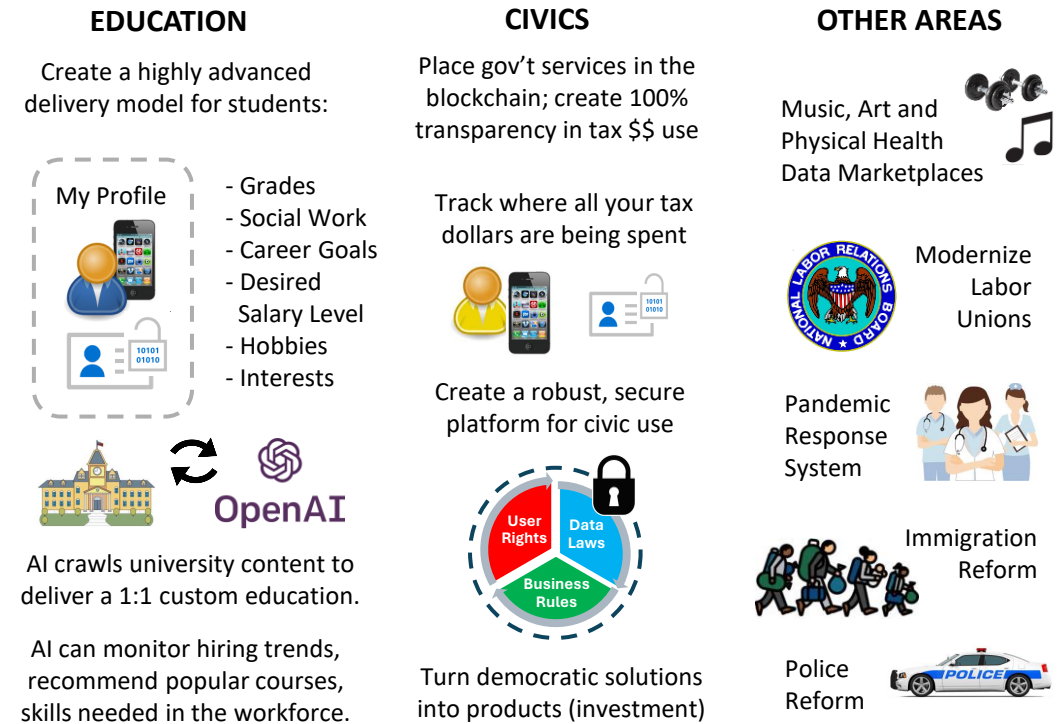 EDUCATION
Create a highly advanced
delivery model for students:
My Profile
- Grades
- Social Work
- Career Goals
- Desired
Salary Level
- Hobbies
- Interests
10101
01010
OpenAI
AI crawls university content to
deliver a 1:1 custom education.
AI can monitor hiring trends,
recommend popular courses,
skills needed in the workforce.
CIVICS
Place gov’t services in the
blockchain; create 100%
transparency in tax $$ use
Track where all your tax
dollars are being spent
10101
01010
Create a robust, secure
platform for civic use
User
Rights
Data
Laws
Business
Rules
Turn democratic solutions
into products (investment)
OTHER AREAS
Music, Art and
Physical Health
Data Marketplaces
NATIONAL LABOR RELATIONS BOARD
Modernize
Labor
Unions
Pandemic
Response
System
Immigration
Reform
Police
Reform
POLICE